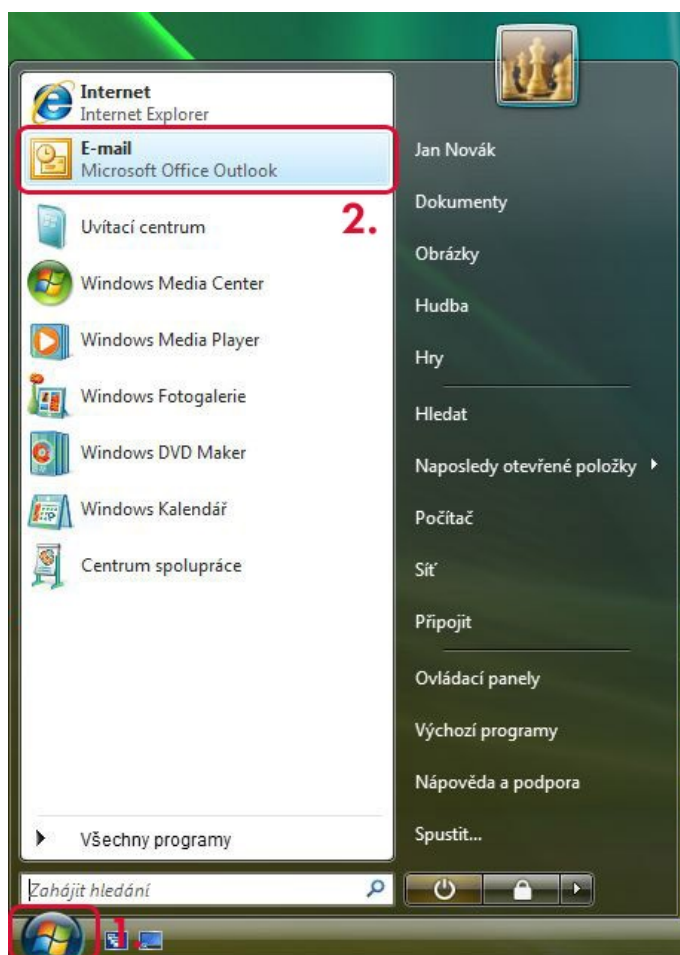 Internet
Internet Explorer
E-mail
Microsoft Office Outlook
2.
Uvítací centrum
Windows Media Center
Windows Media Player
Windows Fotogalerie
Windows DVD Maker
Windows Kalendář
Centrum spolupráce
Všechny programy
Zahájit hledání
1.
Jan Novák
Dokumenty
Obrázky
Hudba
Hry
Hledat
Naposledy otevřené položky
Počítač
Síť
Připojit
Ovládací panely
Výchozí programy
Nápověda a podpora
Spustit...